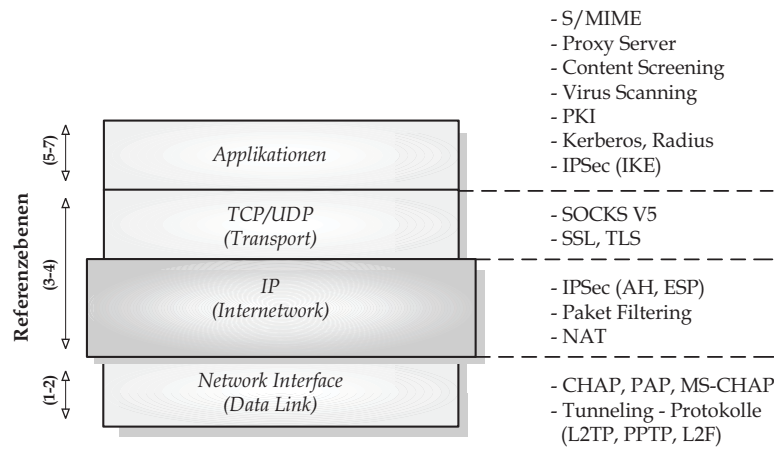 - S/MIME
- Proxy Server
- Content Screening
- Virus Scanning
- PKI
- Kerberos, Radius
- IPSec (IKE)
Applikationen
(5-7)
TCP/UDP
(Transport)
- SOCKS V5
- SSL, TLS
Referenzebenen
(3-4)
IP
(Internetwork)
- IPSec (AH, ESP)
- Paket Filtering
- NAT
Network Interface
(Data Link)
(1-2)
- CHAP, PAP, MS-CHAP
- Tunneling - Protokolle
(L2TP, PPTP, L2F)